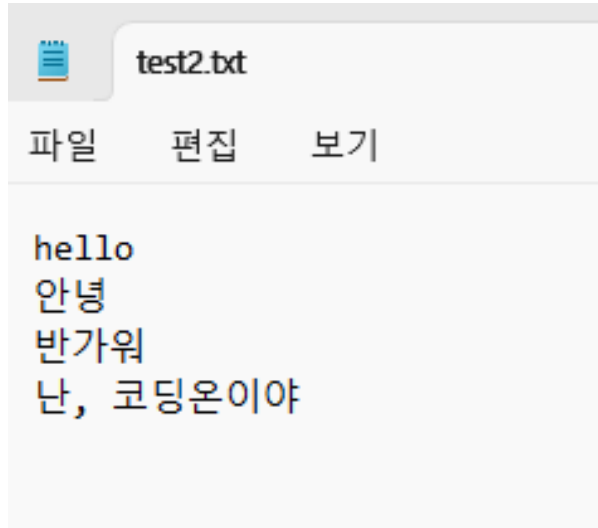 test2.txt
파일 편집 보기
hello
안녕
반가워
난, 코딩온이야